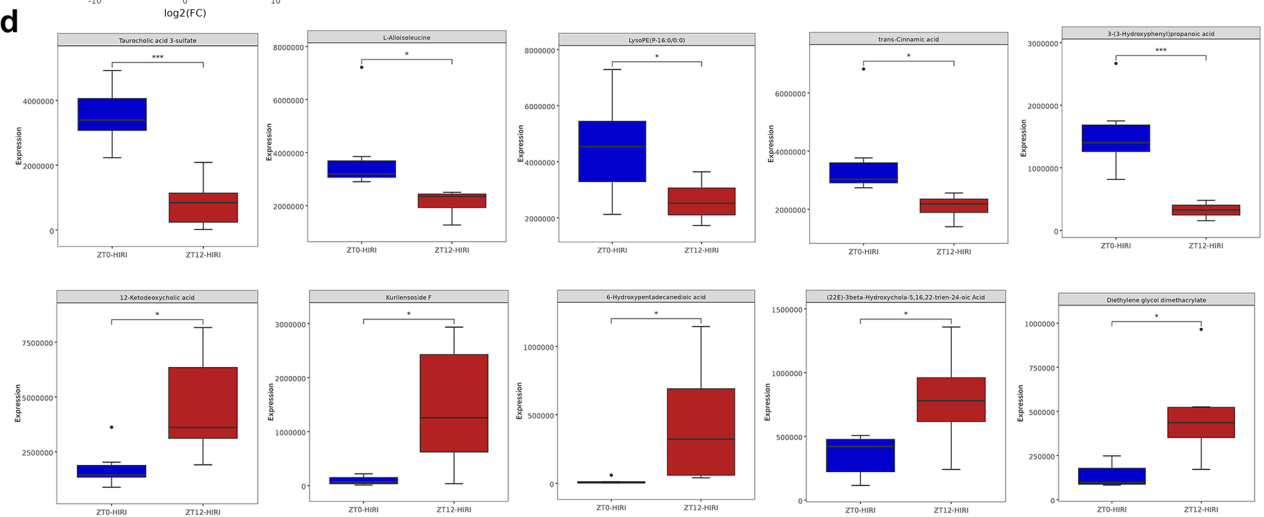 -10 0 10
log2(FC)
d
Taurocholic acid 3-sulfate
***
4000000
2000000
0
Expression
ZT0-HIRI ZT12-HIRI
L-Alloisoleucine
*
8000000
6000000
4000000
2000000
Expression
ZT0-HIRI ZT12-HIRI
LysoPE(P-16:0/0:0)
*
8000000
6000000
4000000
2000000
Expression
ZT0-HIRI ZT12-HIRI
trans-Cinnamic acid
*
6000000
4000000
2000000
Expression
ZT0-HIRI ZT12-HIRI
3-(3-Hydroxyphenyl)propanoic acid
***
3000000
2000000
1000000
0
Expression
ZT0-HIRI ZT12-HIRI
12-Ketodeoxycholic acid
*
7500000
5000000
2500000
Expression
ZT0-HIRI ZT12-HIRI
Kurilensoside F
*
3000000
2000000
1000000
0
Expression
ZT0-HIRI ZT12-HIRI
6-Hydroxypentadecanedioic acid
*
1000000
500000
0
Expression
ZT0-HIRI ZT12-HIRI
(22E)-3beta-Hydroxychola-5,16,22-trien-24-oic Acid
*
1500000
1000000
500000
0
Expression
ZT0-HIRI ZT12-HIRI
Diethylene glycol dimethacrylate
*
1000000
750000
500000
250000
0
Expression
ZT0-HIRI ZT12-HIRI